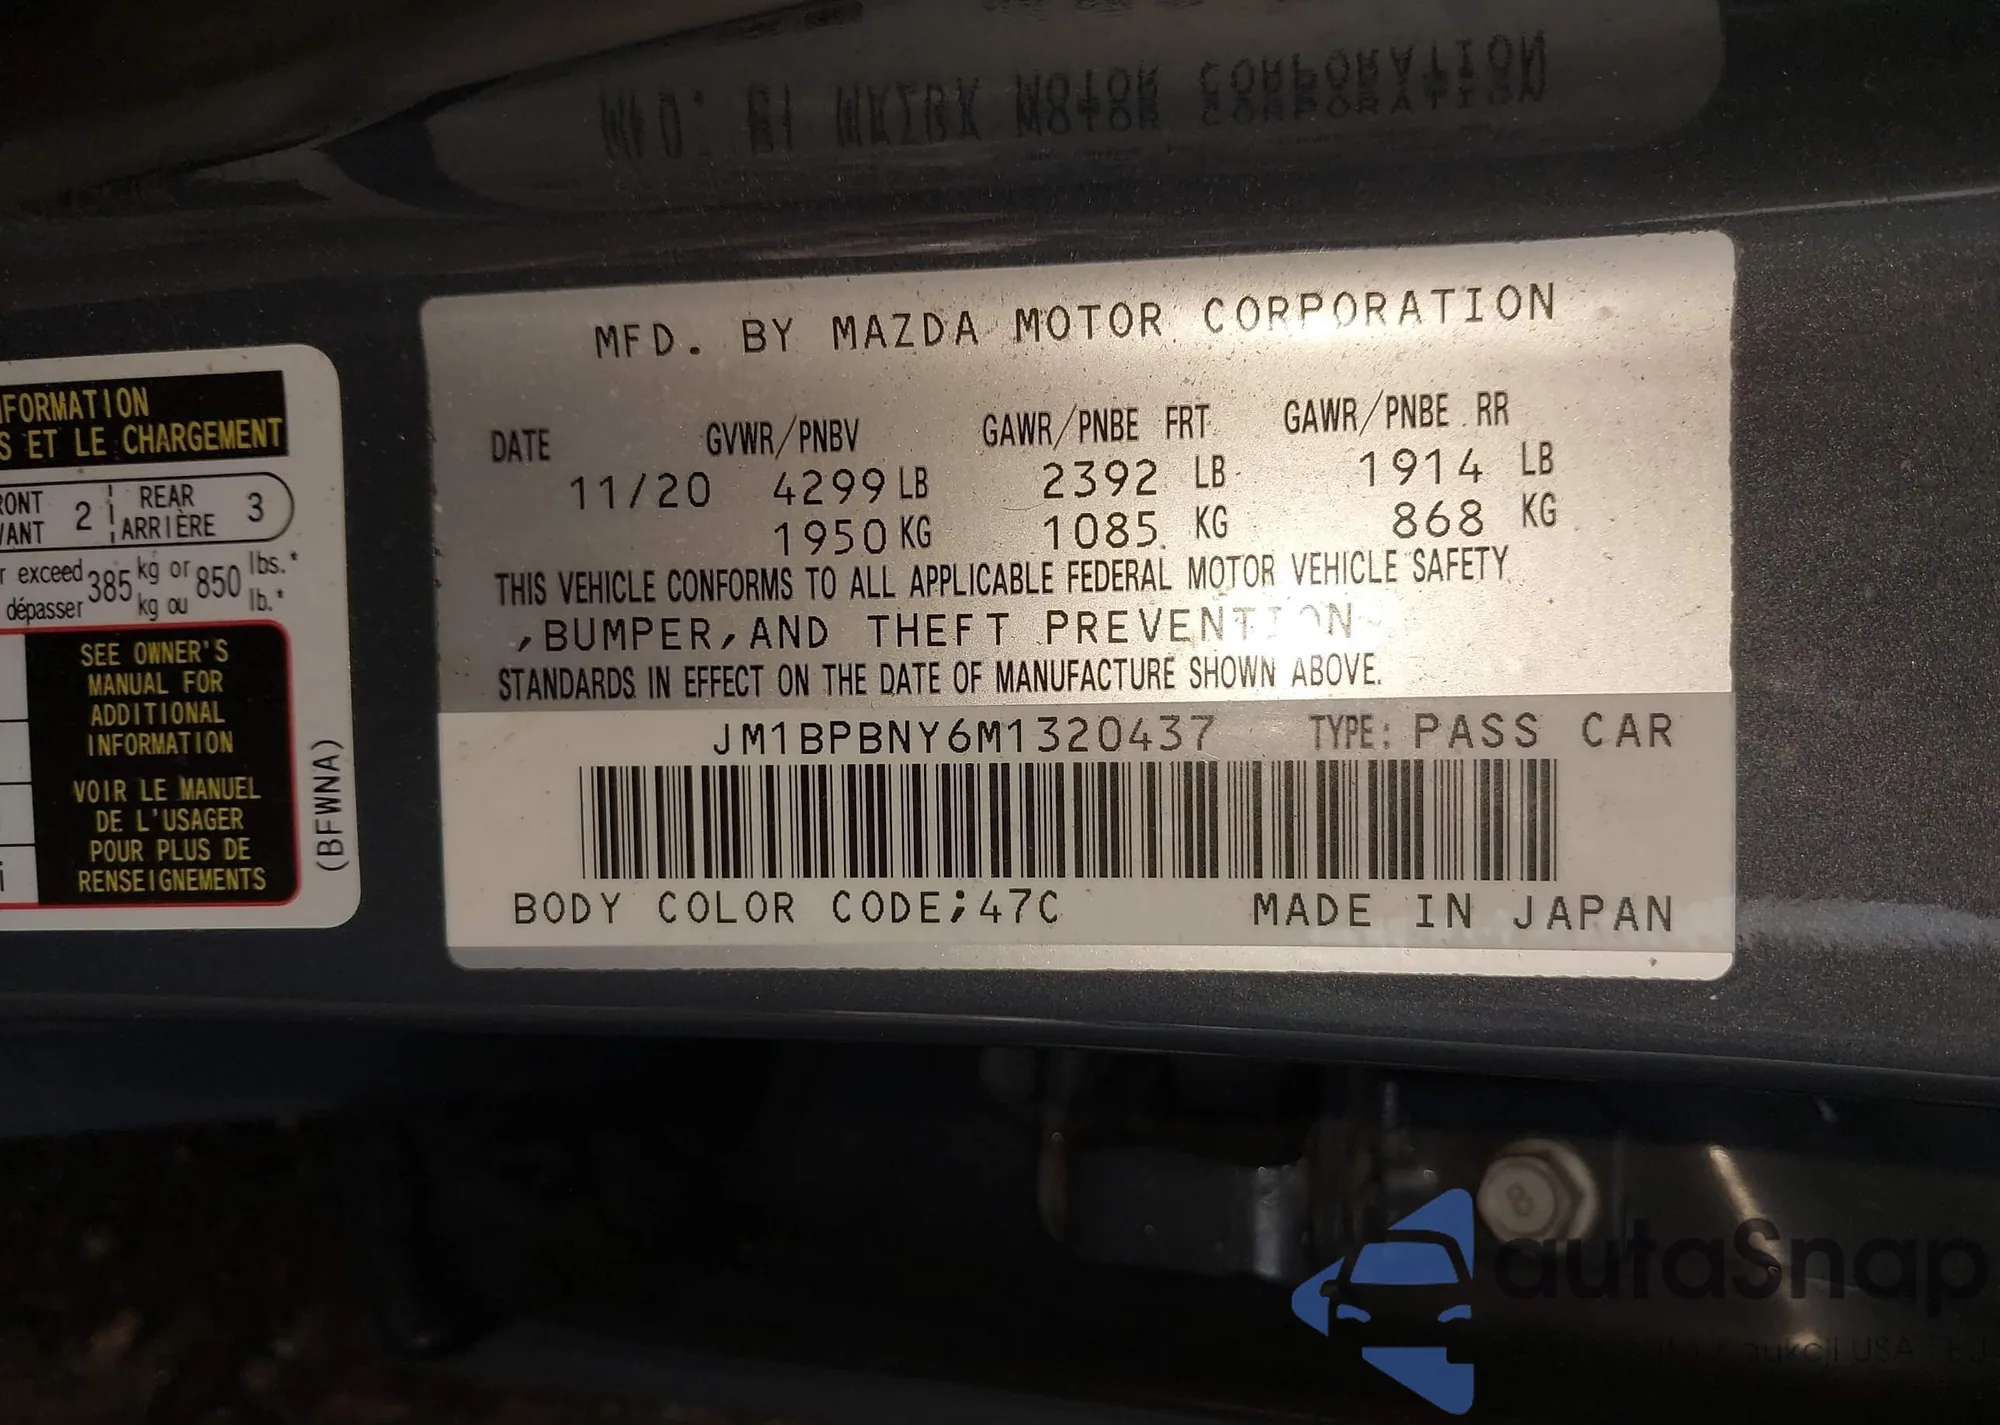 MFD. BY MAZDA MOTOR CORPORATION
DATE GVWR/PNBV GAWR/PNBE FRT GAWR/PNBE RR
11/20 4299 LB 2392 LB 1914 LB
1950 KG 1085 KG 868 KG
THIS VEHICLE CONFORMS TO ALL APPLICABLE FEDERAL MOTOR VEHICLE SAFETY
,BUMPER,AND THEFT PREVENTION
STANDARDS IN EFFECT ON THE DATE OF MANUFACTURE SHOWN ABOVE.
JM1BPBNY6M1320437 TYPE: PASS CAR
BODY COLOR CODE;47C MADE IN JAPAN
ET LE CHARGEMENT
2 REAR 3
ARRIÈRE
exceed 385 kg or 850 lbs.*
dépasser kg ou lb.*
SEE OWNER'S
MANUAL FOR
ADDITIONAL
INFORMATION
VOIR LE MANUEL
DE L'USAGER
POUR PLUS DE
RENSEIGNEMENTS
(BFWNA)
8
autaSnap